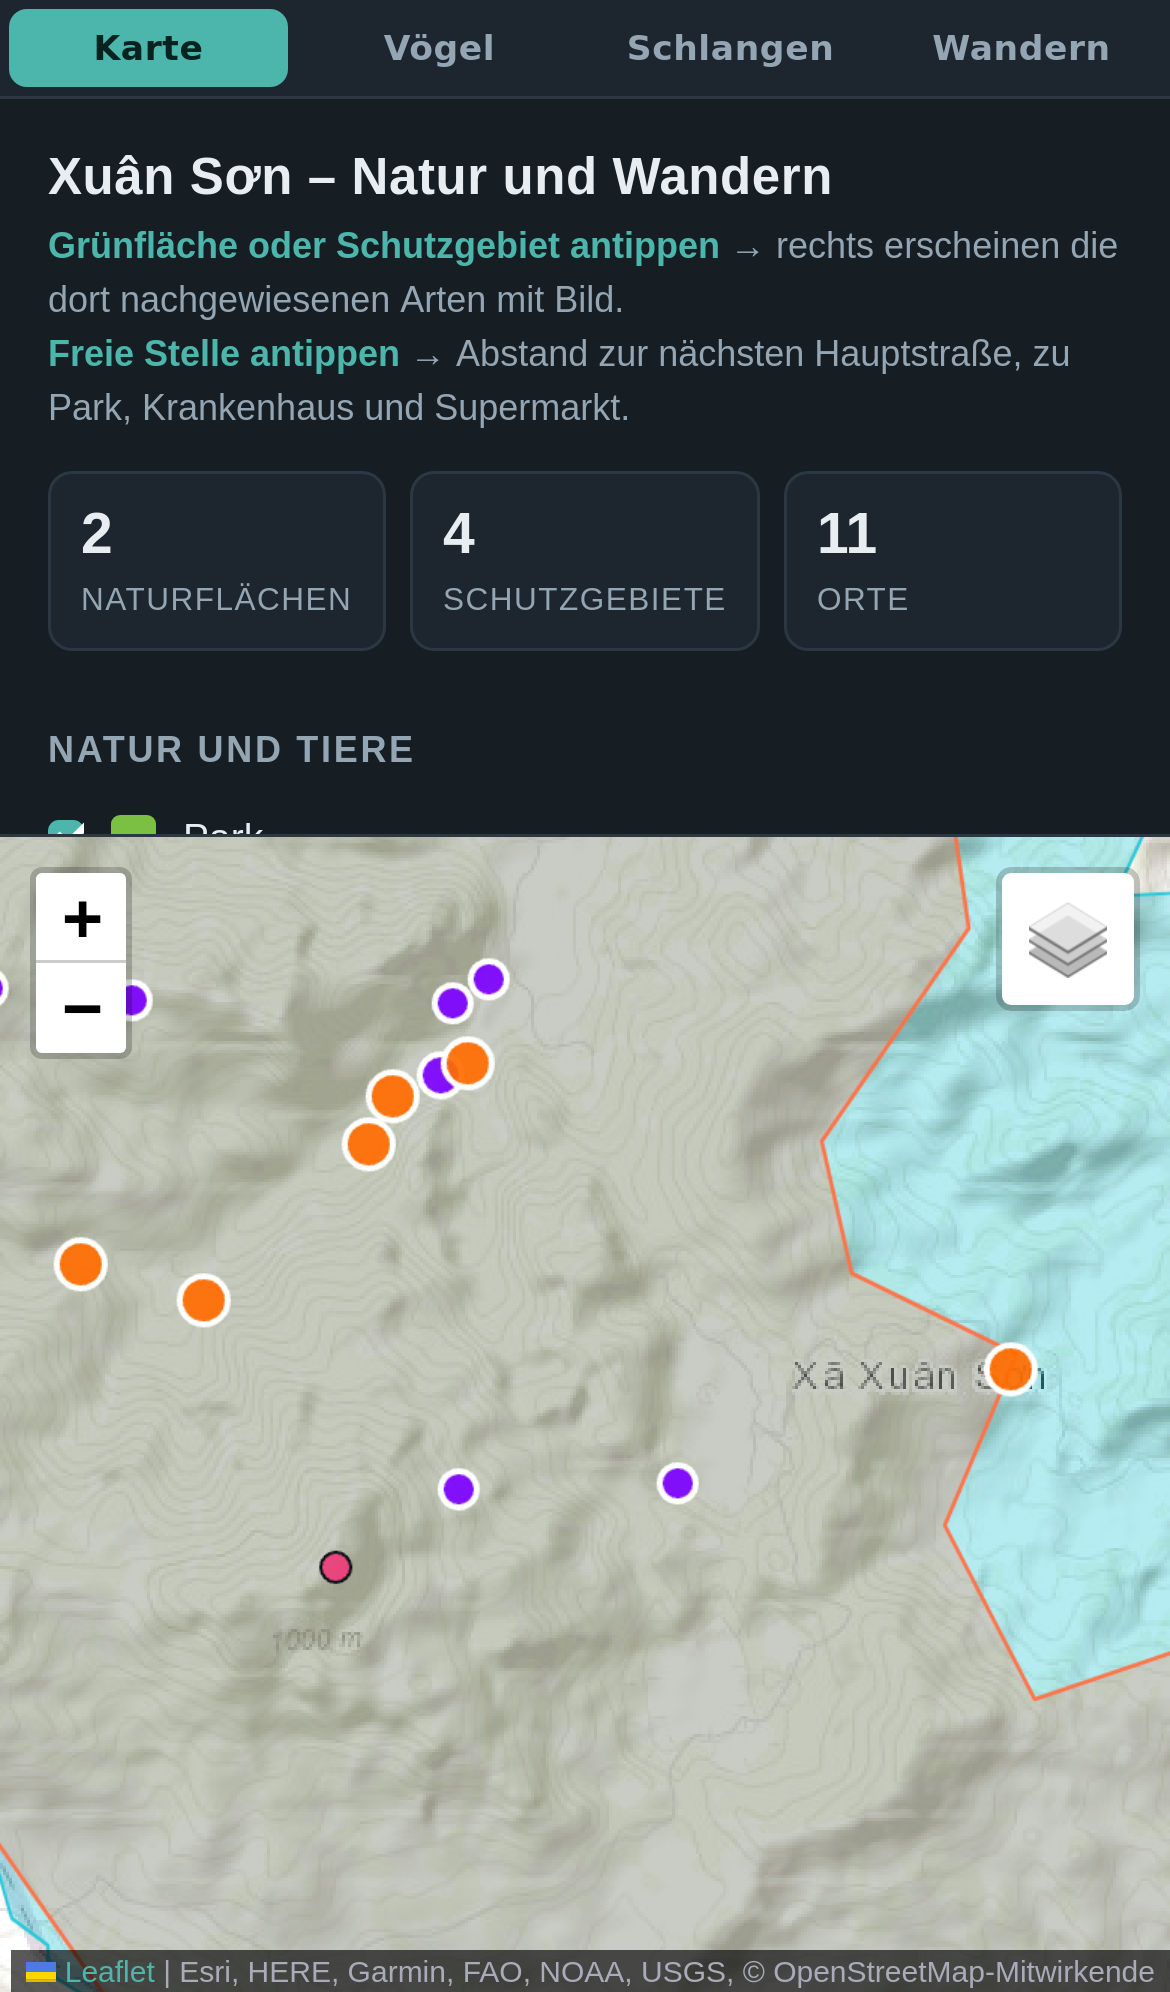 Karte
Vögel
Schlangen
Wandern
Xuân Sơn – Natur und Wandern
Grünfläche oder Schutzgebiet antippen → rechts erscheinen die
dort nachgewiesenen Arten mit Bild.
Freie Stelle antippen → Abstand zur nächsten Hauptstraße, zu
Park, Krankenhaus und Supermarkt.
2
NATURFLÄCHEN
4
SCHUTZGEBIETE
11
ORTE
NATUR UND TIERE
Park
+
−
Xã Xuân
1000 m
Leaflet | Esri, HERE, Garmin, FAO, NOAA, USGS, © OpenStreetMap-Mitwirkende